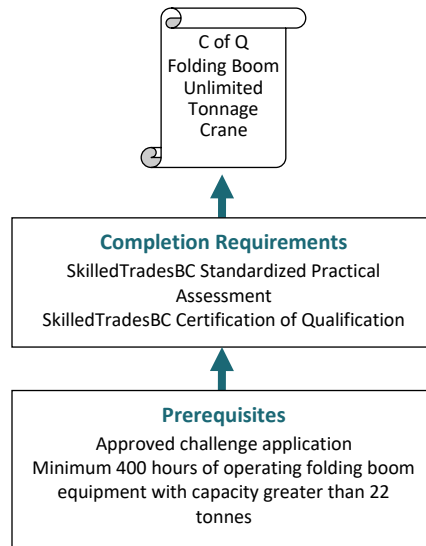 C of Q
Folding Boom
Unlimited
Tonnage
Crane
Completion Requirements
SkilledTradesBC Standardized Practical
Assessment
SkilledTradesBC Certification of Qualification
Prerequisites
Approved challenge application
Minimum 400 hours of operating folding boom
equipment with capacity greater than 22
tonnes